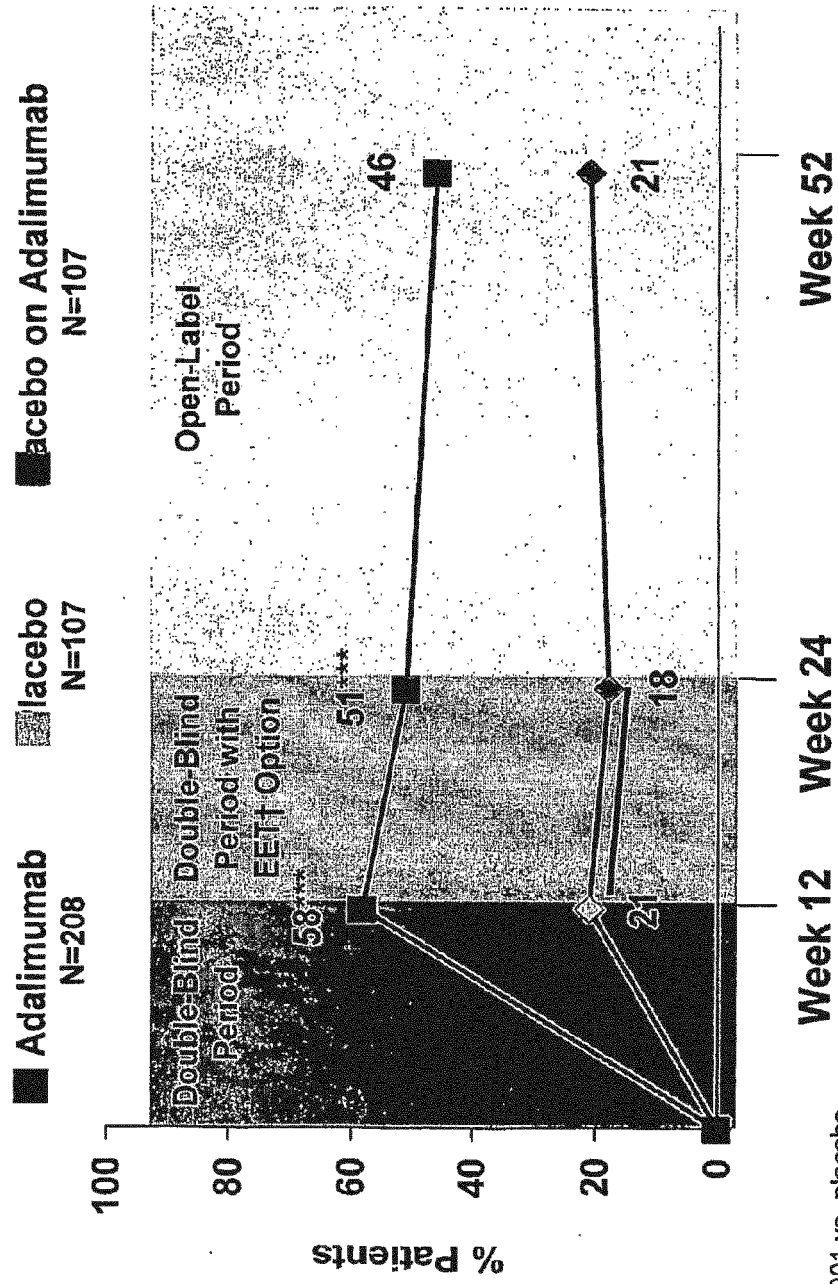 Adalimumab
N=208
lacebo
N=107
acebo on Adalimumab
N=107
Double-Blind
Period
Double-Blind
Period with
EET† Option
Open-Label
Period
% Patients
100
80
60
40
20
0
58***
51***
46
21
18
21
Week 12
Week 24
Week 52
vs. placebo